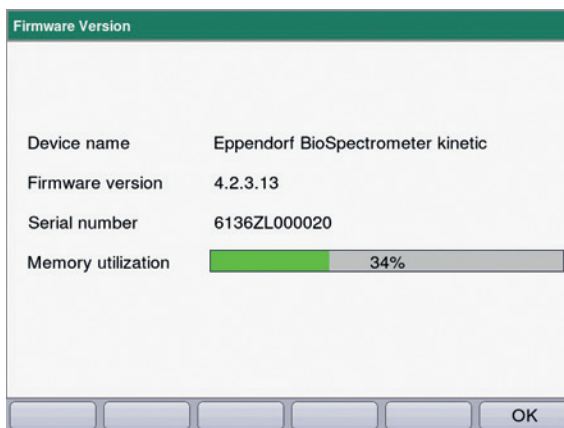 Firmware Version
Device name Eppendorf BioSpectrometer kinetic
Firmware version 4.2.3.13
Serial number 6136ZL000020
Memory utilization 34%
OK